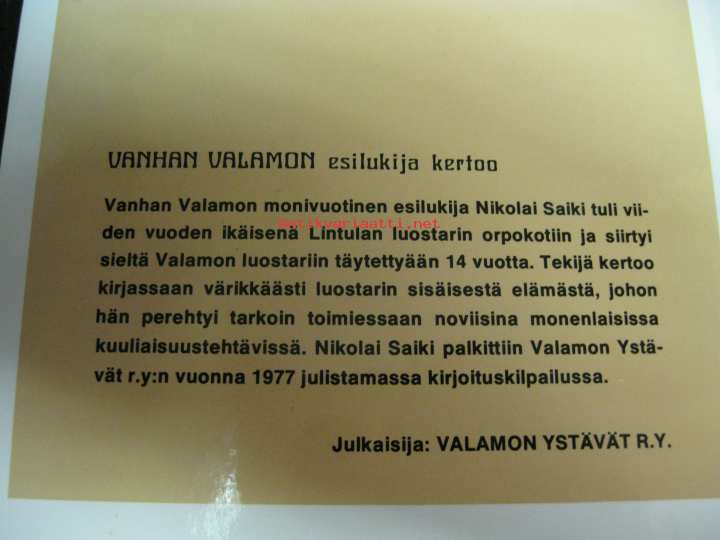 VANHAN VALAMON esilukija kertoo
Vanhan Valamon monivuotinen esilukija Nikolai Saiki tuli vii-
antikvariaatti.net
den vuoden ikäisenä Lintulan luostarin orpokotiin ja siirtyi
sieltä Valamon luostariin täytettyään 14 vuotta. Tekijä kertoo
kirjassaan värikkäästi luostarin sisäisestä elämästä, johon
hän perehtyi tarkoin toimiessaan noviisina monenlaisissa
kuuliaisuustehtävissä. Nikolai Saiki palkittiin Valamon Ystä-
vät r.y:n vuonna 1977 julistamassa kirjoituskilpailussa.
Julkaisija: VALAMON YSTÄVÄT R.Y.